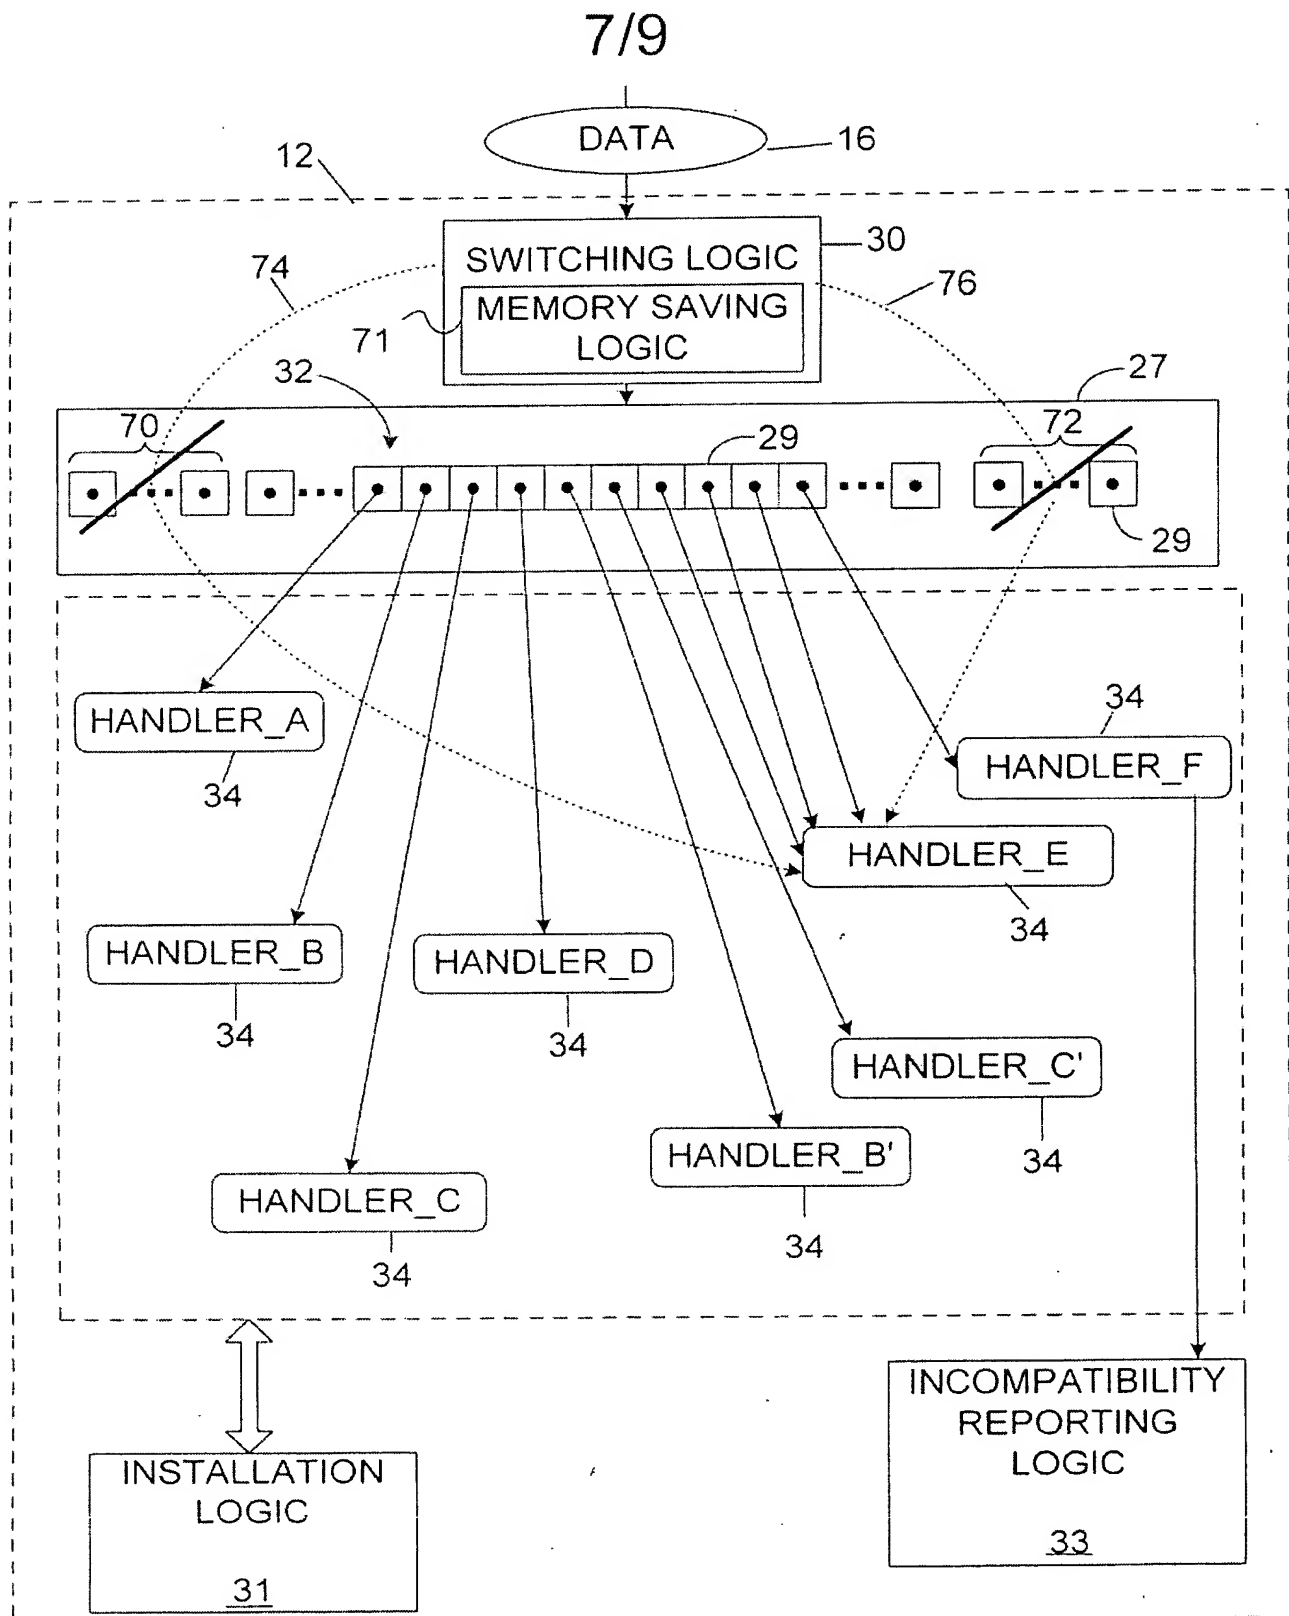 7/9
DATA
16
12
SWITCHING LOGIC
30
74
76
MEMORY SAVING
LOGIC
71
32
27
70
29
72
29
HANDLER_A
34
34
HANDLER_F
HANDLER_E
34
HANDLER_B
34
HANDLER_D
34
HANDLER_C'
34
HANDLER_B'
34
HANDLER_C
34
INCOMPATIBILITY
REPORTING
LOGIC
33
INSTALLATION
LOGIC
31